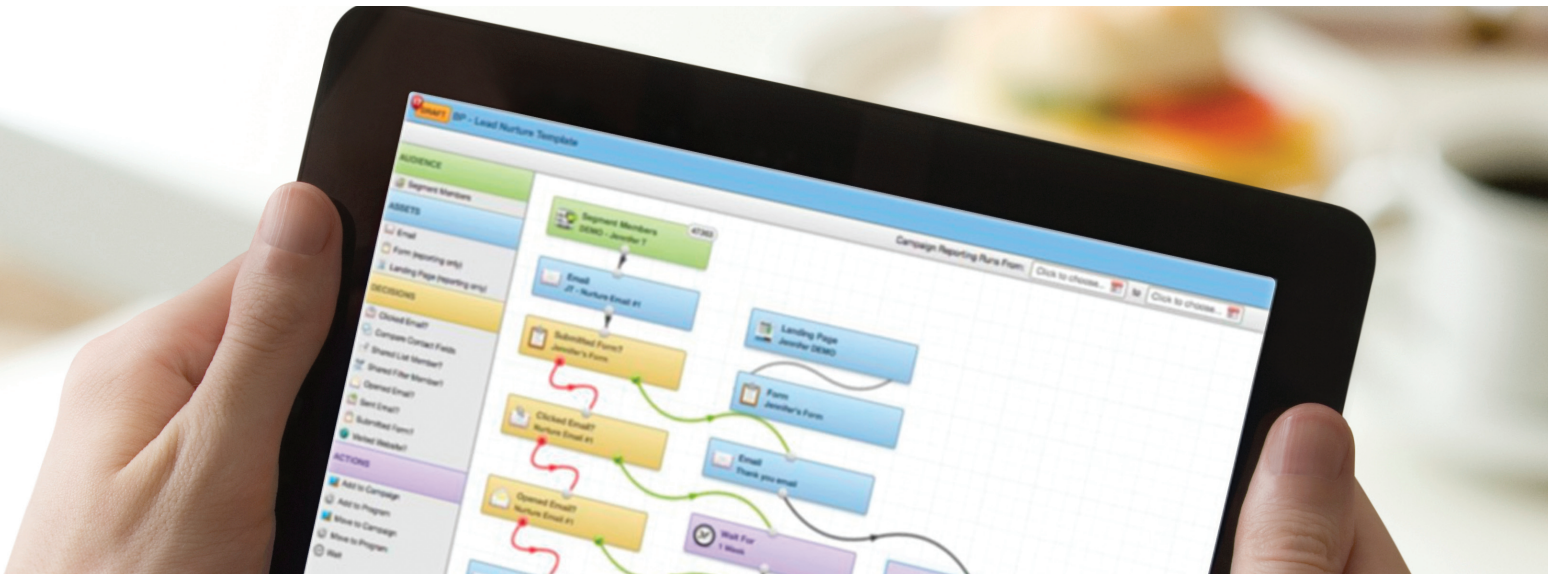 DRAFT BP - Lead Nurture Template
Campaign Reporting Runs From: Click to choose... to Click to choose...
AUDIENCE
Segment Members
ASSETS
Email
Form (reporting only)
Landing Page (reporting only)
DECISIONS
Clicked Email?
Compare Contact Fields
Shared List Member?
Shared Filter Member?
Opened Email?
Sent Email?
Submitted Form?
Visited Website?
ACTIONS
Add to Campaign
Add to Program
Move to Campaign
Move to Program
Wait
Segment Members
DEMO - Jennifer T
47363
Email
JT - Nurture Email #1
Submitted Form?
Jennifer's Form
Clicked Email?
Nurture Email #1
Opened Email?
Nurture Email #1
Landing Page
Jennifer DEMO
Form
Jennifer's Form
Email
Thank you email
Wait For
1 Week